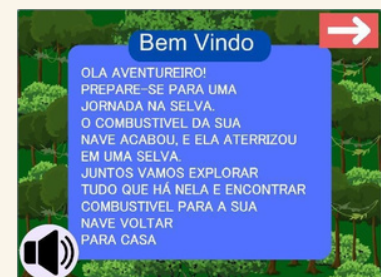 Bem Vindo
OLA AVENTUREIRO!
PREPARE-SE PARA UMA
JORNADA NA SELVA.
O COMBUSTIVEL DA SUA
NAVE ACABOU, E ELA ATERRIZOU
EM UMA SELVA.
JUNTOS VAMOS EXPLORAR
TUDO QUE HÁ NELA E ENCONTRAR
COMBUSTIVEL PARA A SUA
NAVE VOLTAR
PARA CASA